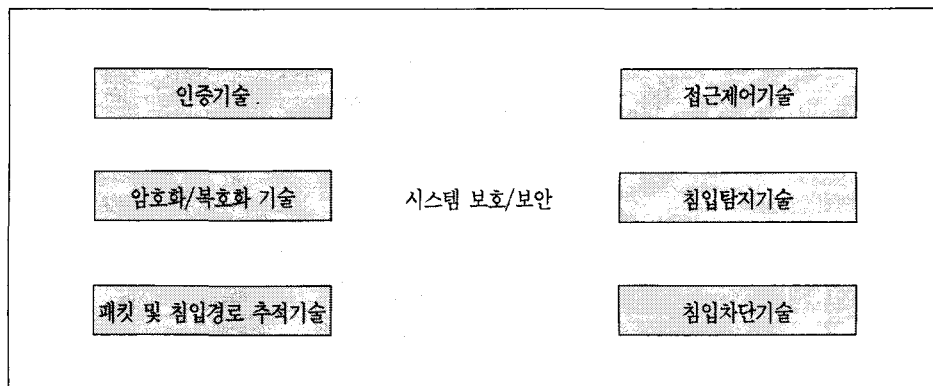 인증기술
접근제어기술
암호화/복호화 기술
시스템 보호/보안
침입탐지기술
패킷 및 침입경로 추적기술
침입차단기술